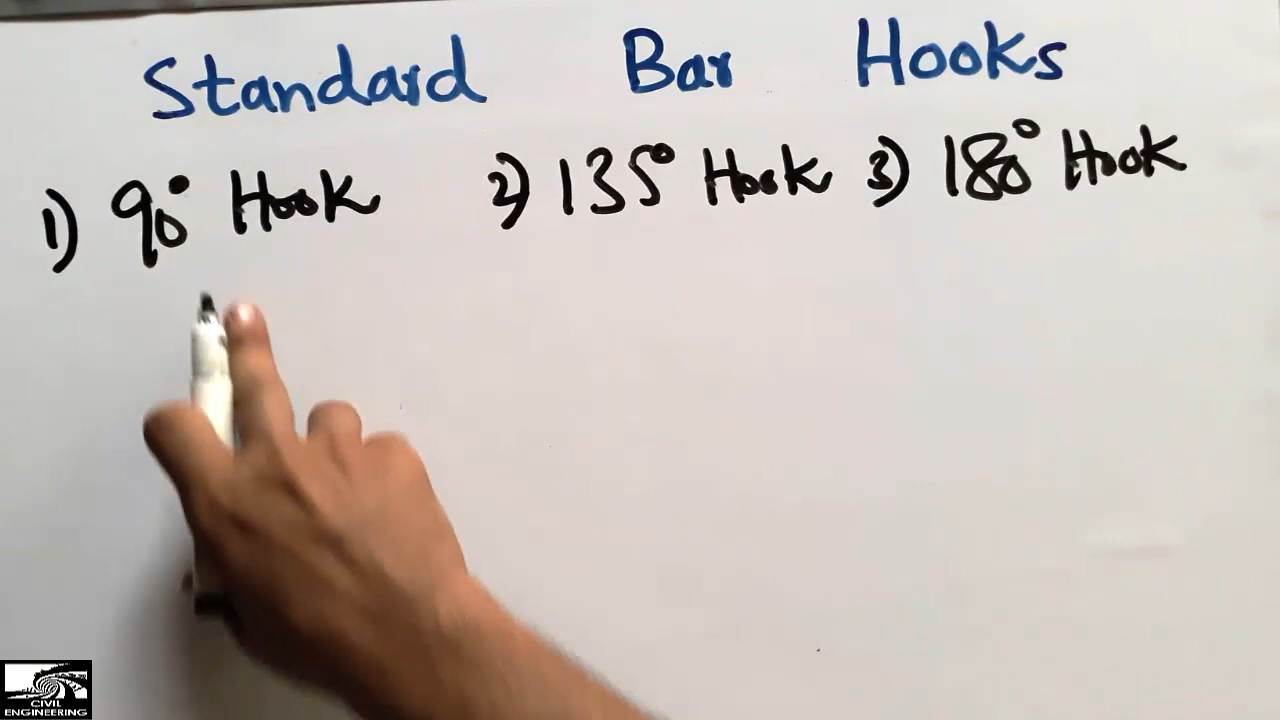 Standard Bar Hooks
1) 90° Hook 2) 135° Hook 3) 180° Hook
CIVIL
ENGINEERING